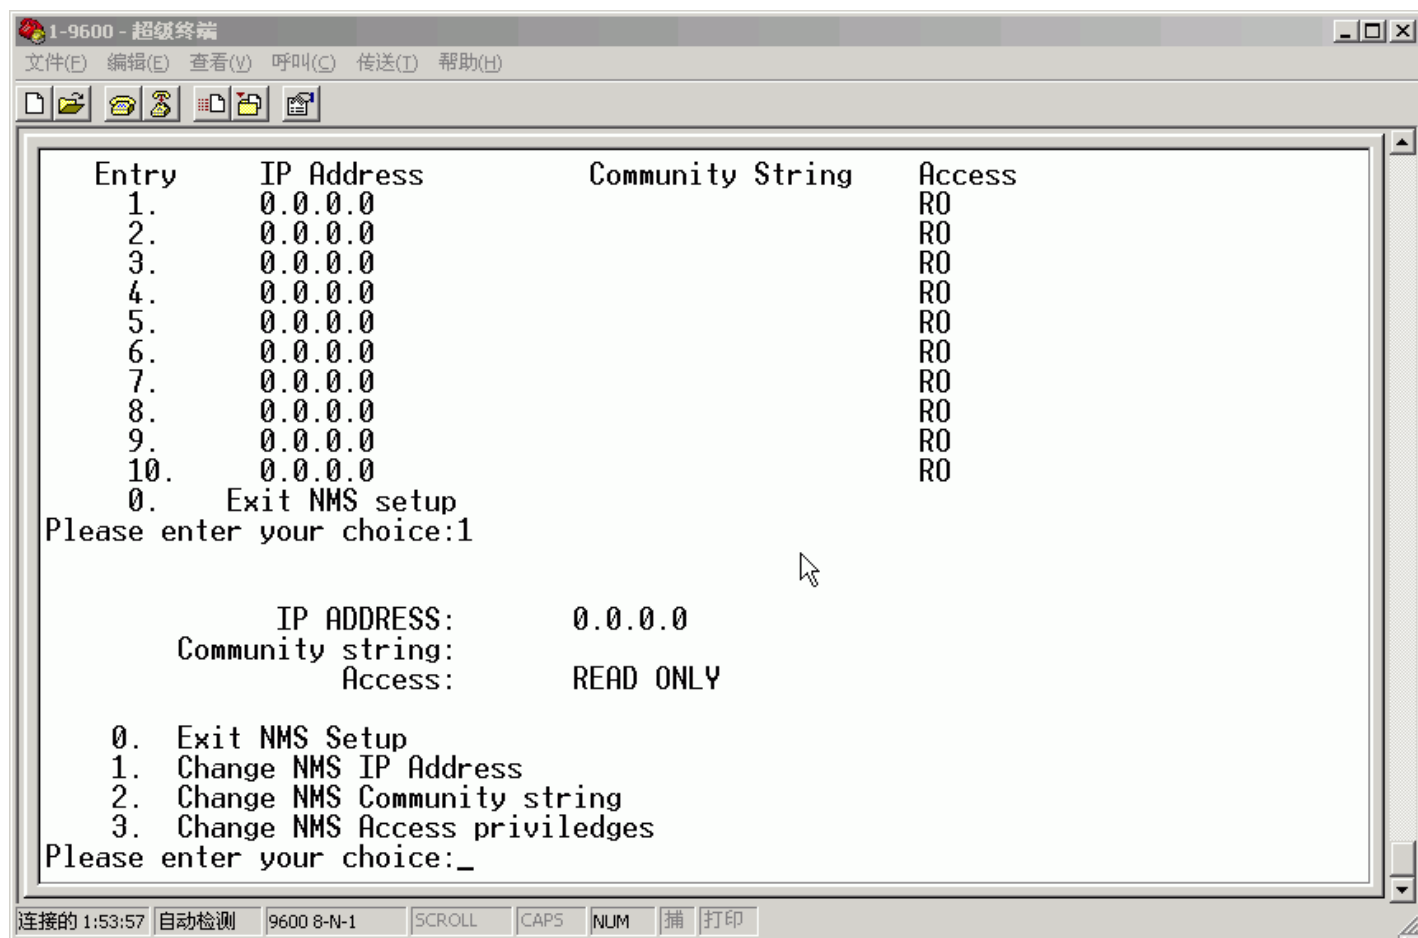 1-9600 - 超级终端
文件(F) 编辑(E) 查看(V) 呼叫(C) 传送(T) 帮助(H)
Entry IP Address Community String Access
1. 0.0.0.0 RO
2. 0.0.0.0 RO
3. 0.0.0.0 RO
4. 0.0.0.0 RO
5. 0.0.0.0 RO
6. 0.0.0.0 RO
7. 0.0.0.0 RO
8. 0.0.0.0 RO
9. 0.0.0.0 RO
10. 0.0.0.0 RO
0. Exit NMS setup
Please enter your choice:1
IP ADDRESS: 0.0.0.0
Community string:
Access: READ ONLY
0. Exit NMS Setup
1. Change NMS IP Address
2. Change NMS Community string
3. Change NMS Access priviledges
Please enter your choice:_
连接的 1:53:57 自动检测 9600 8-N-1 SCROLL CAPS NUM 捕 打印